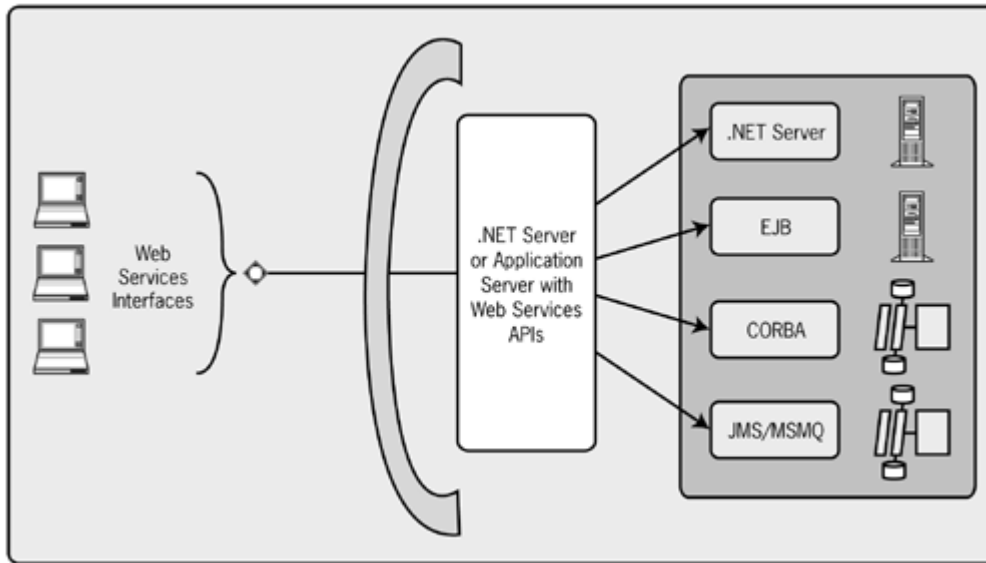 Web
Services
Interfaces
.NET Server
or Application
Server with
Web Services
APIs
.NET Server
EJB
CORBA
JMS/MSMQ